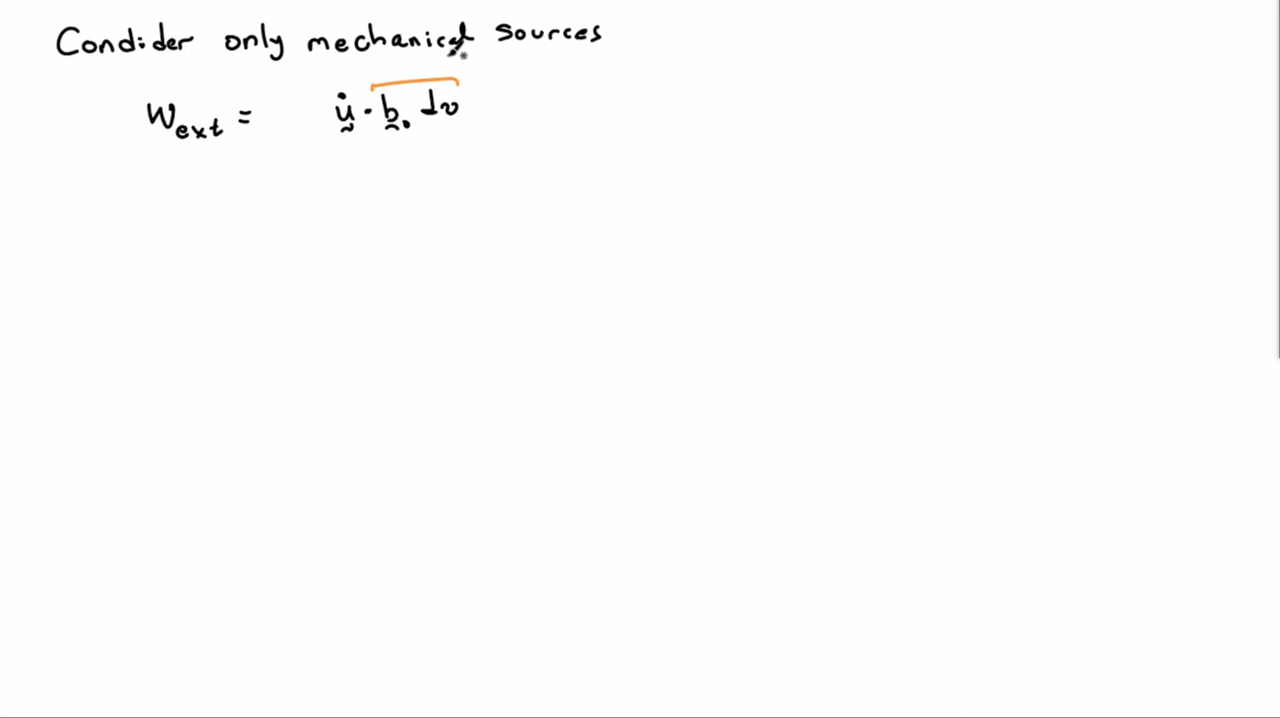 Condider only mechanical sources
W_ext = u̇ · b₀ dv